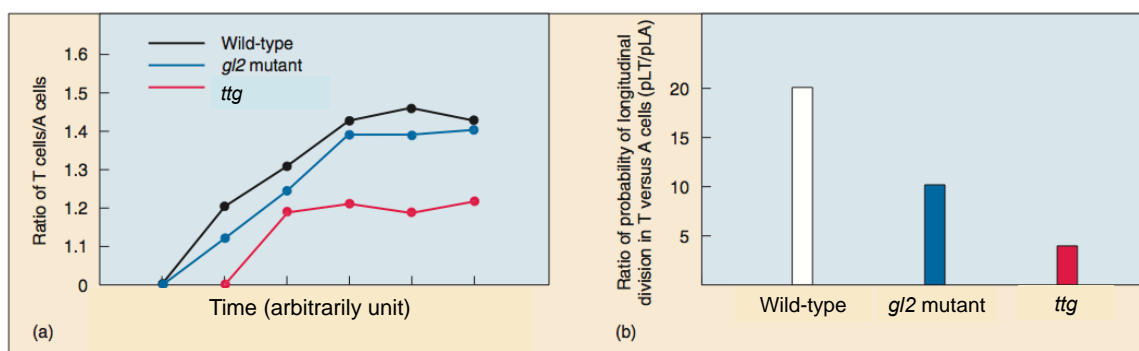 Ratio of T cells/A cells
1.6
1.5
1.4
1.3
1.2
1.1
0
Wild-type
gl2 mutant
ttg
Time (arbitrarily unit)
(a)
Ratio of probability of longitudinal
division in T versus A cells (pLT/pLA)
20
10
5
Wild-type
gl2 mutant
ttg
(b)